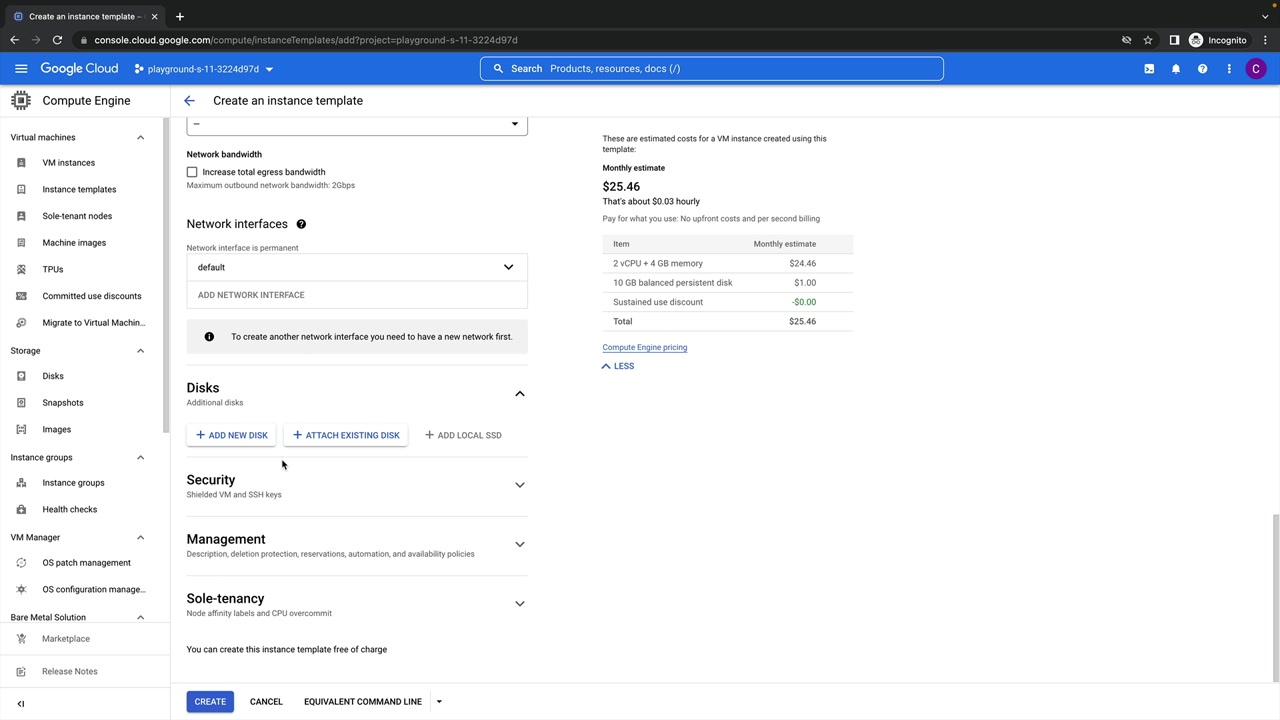 Create an instance template –
console.cloud.google.com/compute/instanceTemplates/add?project=playground-s-11-3224d97d
Incognito
Google Cloud
playground-s-11-3224d97d
Search Products, resources, docs (/)
C
Compute Engine
Create an instance template
Virtual machines
VM instances
Instance templates
Sole-tenant nodes
Machine images
TPUs
Committed use discounts
Migrate to Virtual Machin...
Storage
Disks
Snapshots
Images
Instance groups
Instance groups
Health checks
VM Manager
OS patch management
OS configuration manage...
Bare Metal Solution
Marketplace
Release Notes
–
Network bandwidth
Increase total egress bandwidth
Maximum outbound network bandwidth: 2Gbps
Network interfaces
Network interface is permanent
default
ADD NETWORK INTERFACE
To create another network interface you need to have a new network first.
Disks
Additional disks
ADD NEW DISK
ATTACH EXISTING DISK
ADD LOCAL SSD
Security
Shielded VM and SSH keys
Management
Description, deletion protection, reservations, automation, and availability policies
Sole-tenancy
Node affinity labels and CPU overcommit
You can create this instance template free of charge
CREATE
CANCEL
EQUIVALENT COMMAND LINE
These are estimated costs for a VM instance created using this
template:
Monthly estimate
$25.46
That's about $0.03 hourly
Pay for what you use: No upfront costs and per second billing
Item Monthly estimate
2 vCPU + 4 GB memory $24.46
10 GB balanced persistent disk $1.00
Sustained use discount -$0.00
Total $25.46
Compute Engine pricing
LESS